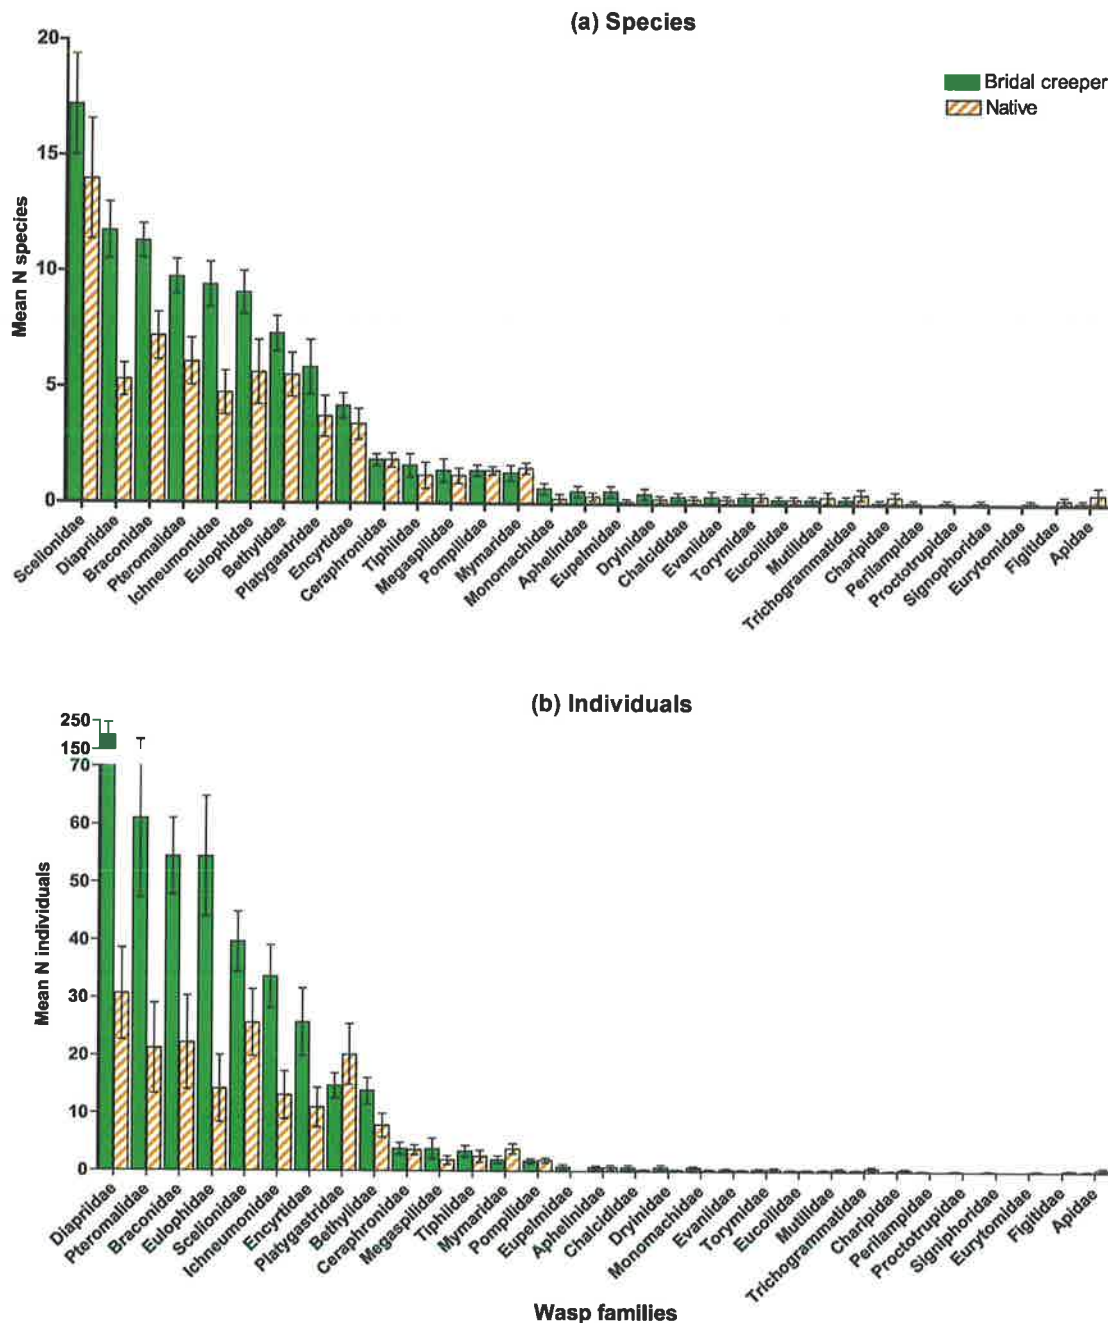 (a) Species
20
15
10
5
0
Mean N species
Bridal creeper
Native
Scelionidae
Diapriidae
Braconidae
Pteromalidae
Ichneumonidae
Eulophidae
Bethylidae
Platygastridae
Encyrtidae
Ceraphronidae
Tiphiidae
Megaspilidae
Pompilidae
Mymaridae
Monomachidae
Aphelinidae
Eupelmidae
Dryinidae
Chalcididae
Evaniidae
Torymidae
Eucoilidae
Mutilidae
Trichogrammatidae
Charipidae
Perilampidae
Proctotrupidae
Signophoridae
Eurytomidae
Figitidae
Apidae
(b) Individuals
250
150
70
60
50
40
30
20
10
0
Mean N individuals
Diapriidae
Pteromalidae
Braconidae
Eulophidae
Scelionidae
Ichneumonidae
Encyrtidae
Platygastridae
Bethylidae
Ceraphronidae
Megaspilidae
Tiphiidae
Mymaridae
Pompilidae
Eupelmidae
Aphelinidae
Chalcididae
Dryinidae
Monomachidae
Evaniidae
Torymidae
Eucoilidae
Mutilidae
Trichogrammatidae
Charipidae
Perilampidae
Proctotrupidae
Signiphoridae
Eurytomidae
Figitidae
Apidae
Wasp families